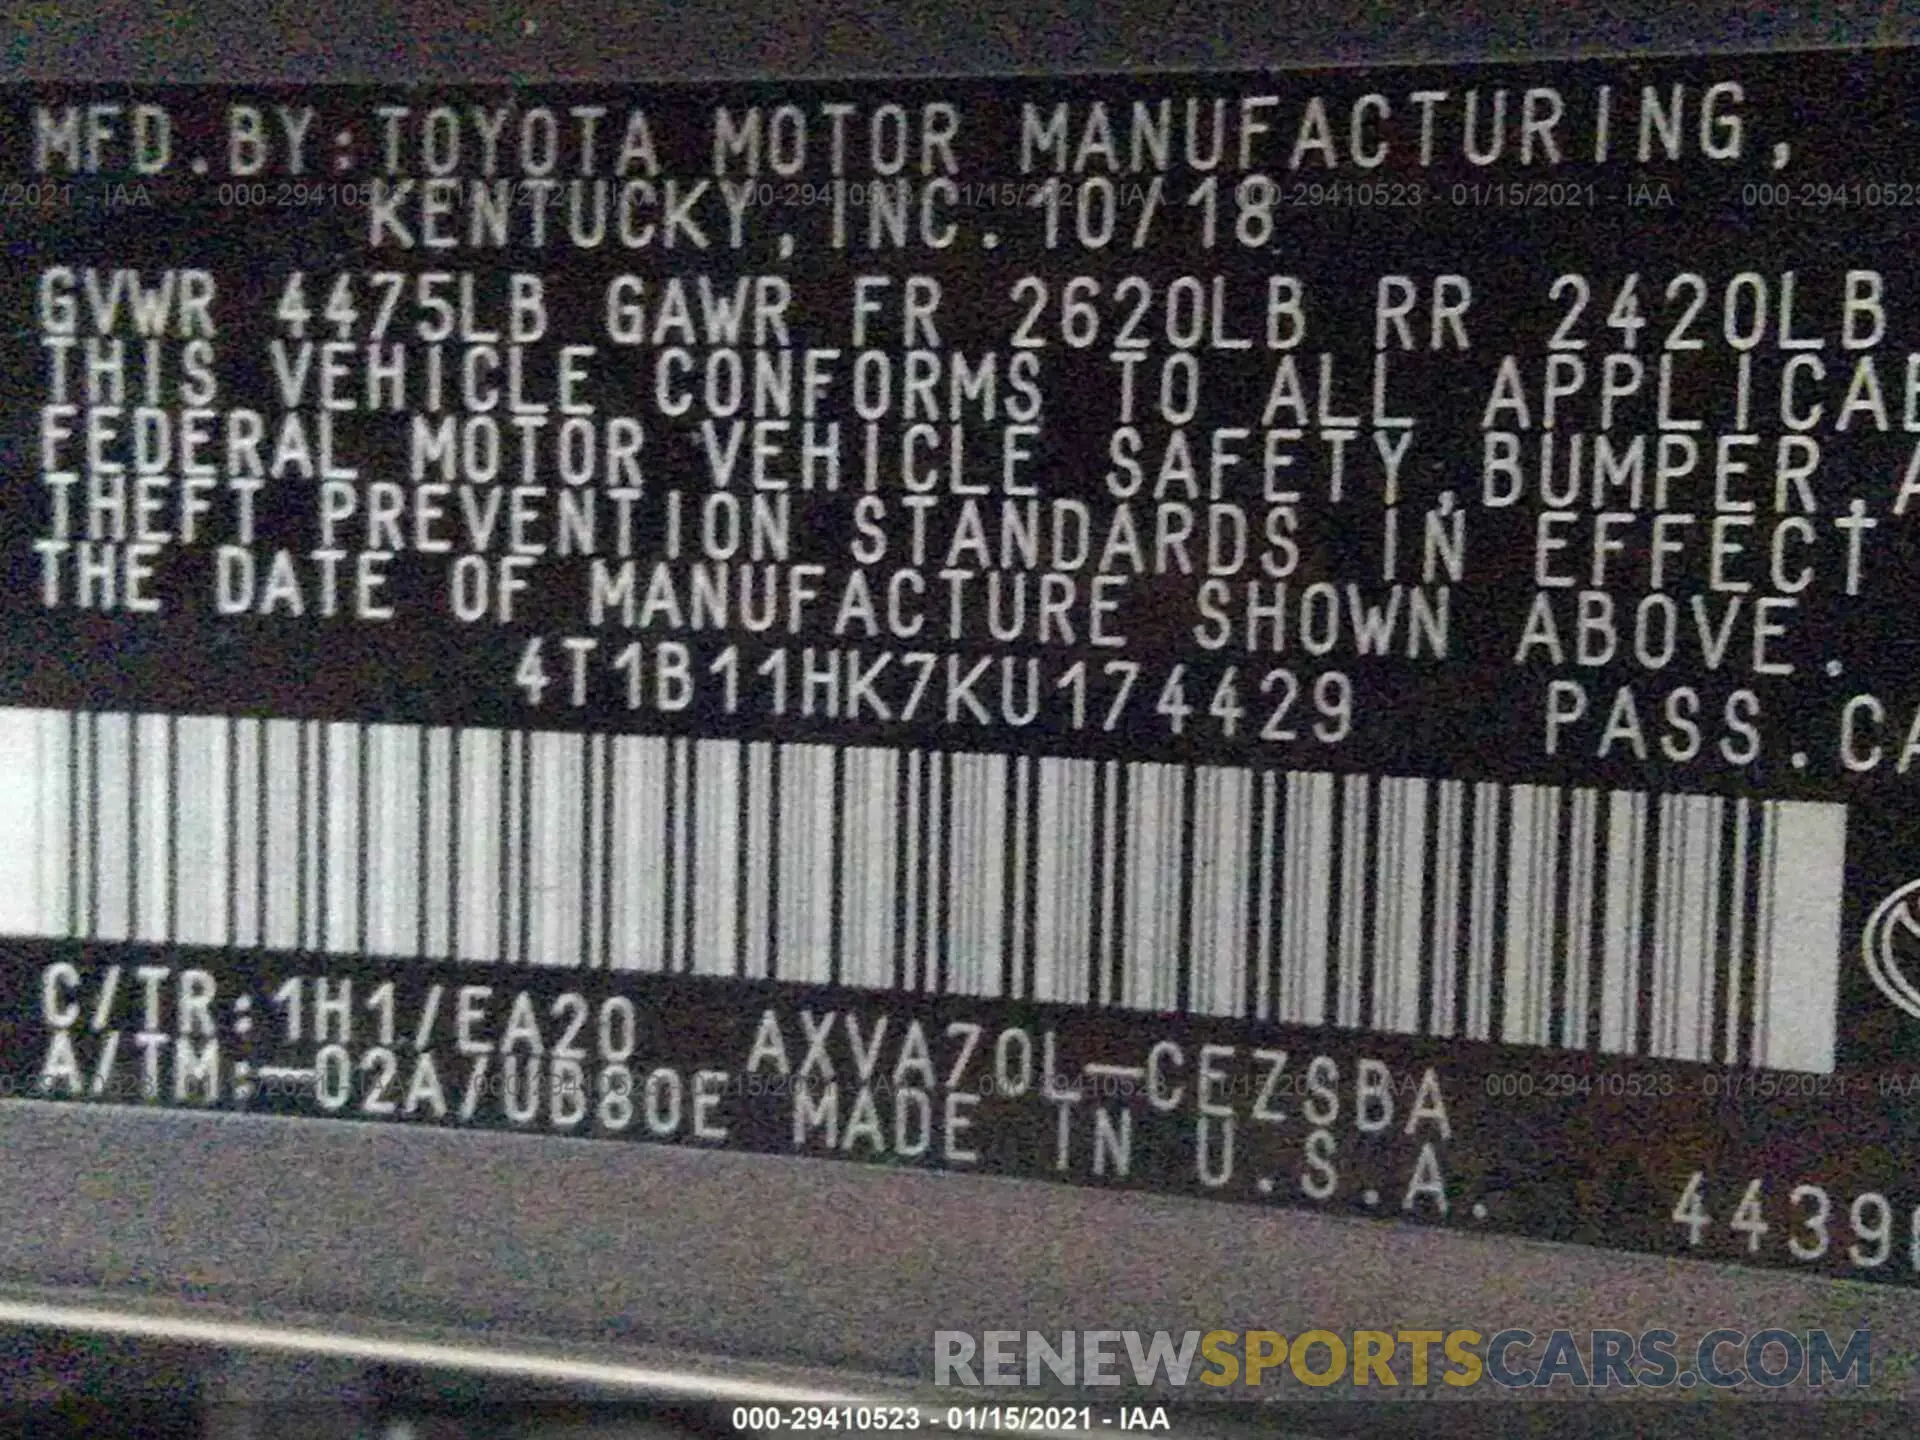 MFD.BY:TOYOTA MOTOR MANUFACTURING,
KENTUCKY,INC. 10/18
GVWR 4475LB GAWR FR 2620LB RR 2420LB
THIS VEHICLE CONFORMS TO ALL APPLICAB
FEDERAL MOTOR VEHICLE SAFETY,BUMPER,A
THEFT PREVENTION STANDARDS IN EFFECT
THE DATE OF MANUFACTURE SHOWN ABOVE.
4T1B11HK7KU174429 PASS.CA
C/TR:1H1/EA20 AXVA70L-CEZSBA
A/TM:-02A/UB80E MADE IN U.S.A.
4439
RENEWSPORTSCARS.COM
000-29410523 - 01/15/2021 - IAA